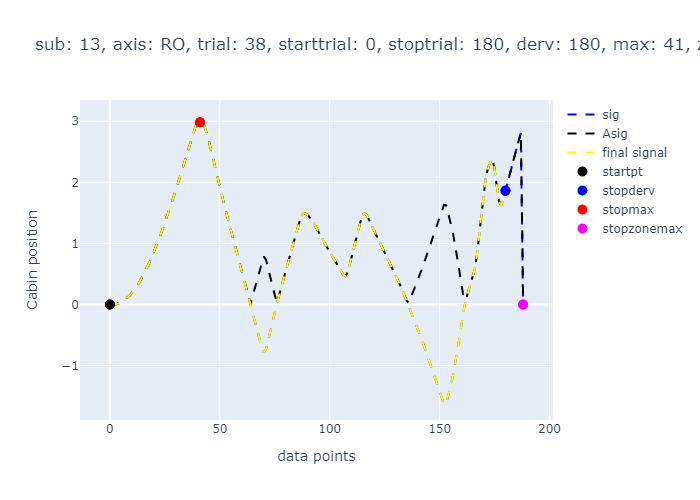 sub: 13, axis: RO, trial: 38, starttrial: 0, stoptrial: 180, derv: 180, max: 41,
sig
Asig
final signal
startpt
stopderv
stopmax
stopzonemax
3
2
1
0
−1
Cabin position
0
50
100
150
200
data points